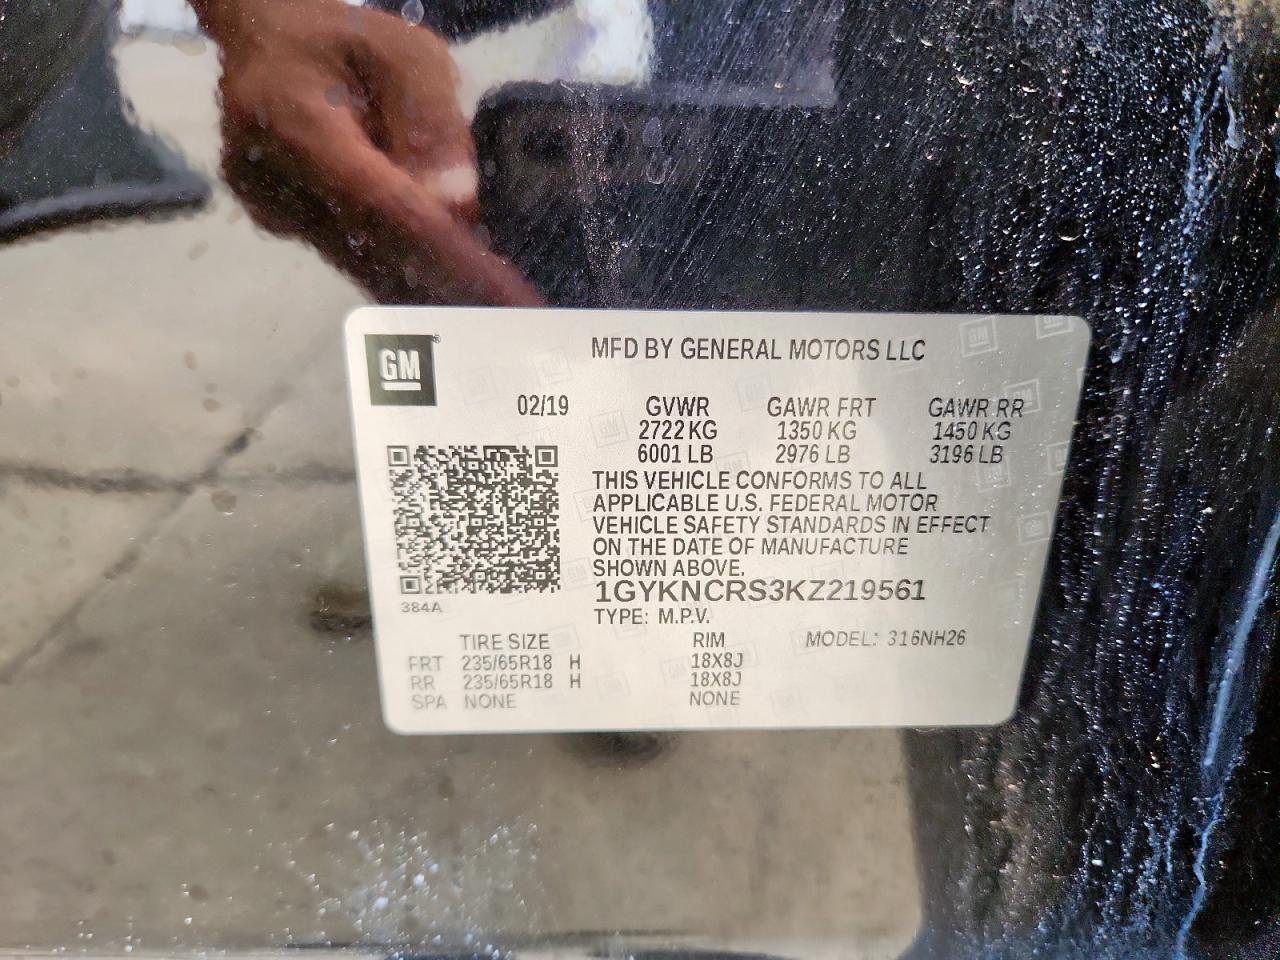 GM
MFD BY GENERAL MOTORS LLC
02/19 GVWR GAWR FRT GAWR RR
2722 KG 1350 KG 1450 KG
6001 LB 2976 LB 3196 LB
THIS VEHICLE CONFORMS TO ALL
APPLICABLE U.S. FEDERAL MOTOR
VEHICLE SAFETY STANDARDS IN EFFECT
ON THE DATE OF MANUFACTURE
SHOWN ABOVE.
1GYKNCRS3KZ219561
384A
TYPE: M.P.V.
TIRE SIZE RIM MODEL: 316NH26
FRT 235/65R18 H 18X8J
RR 235/65R18 H 18X8J
SPA NONE NONE